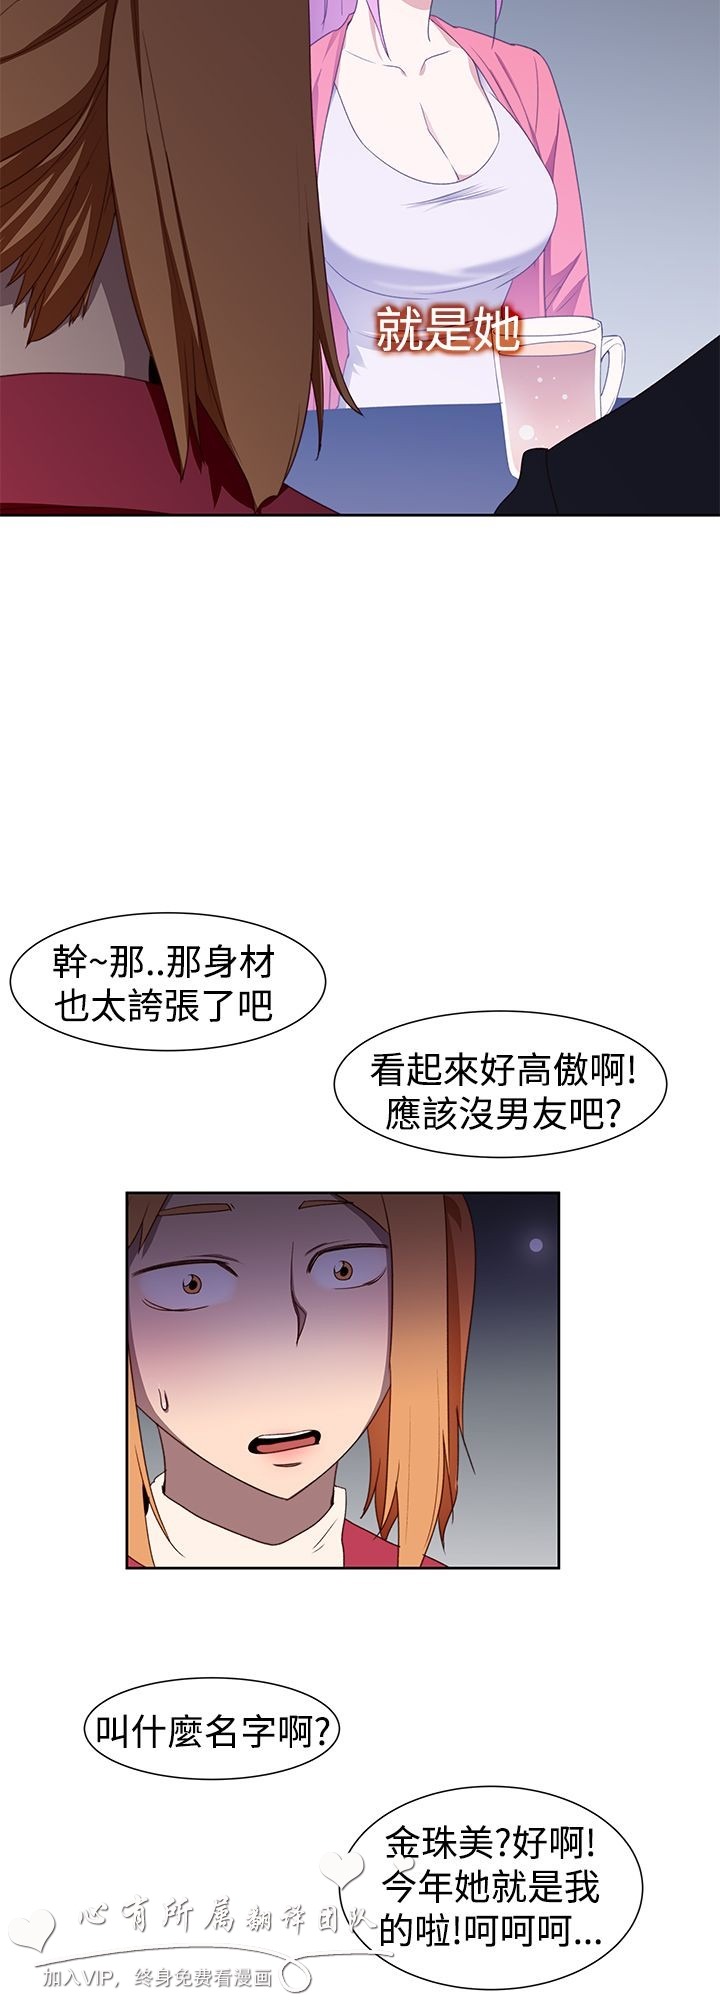 就是她
幹~那..那身材
也太誇張了吧
看起來好高傲啊!
應該沒男友吧?
叫什麼名字啊?
金珠美?好啊!
今年她就是我
的啦!呵呵呵...
心有所属翻译团队
加入VIP，终身免费看漫画